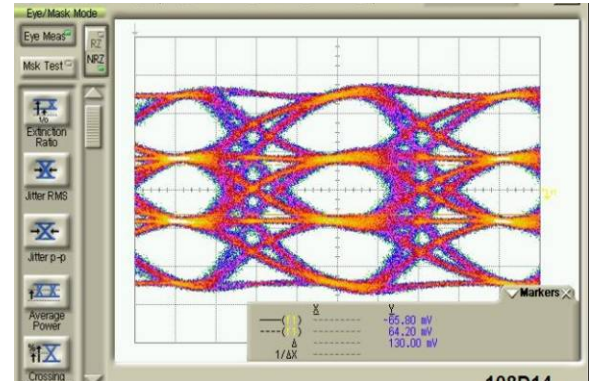 Eye/Mask Mode
Eye Meas
RZ
NRZ
Msk Test
Extinction
Ratio
Jitter RMS
Jitter p-p
Average
Power
Crossing
Markers X
X Y
-65.80 mV
64.20 mV
Δ --------- 130.00 mV
1/ΔX ---------